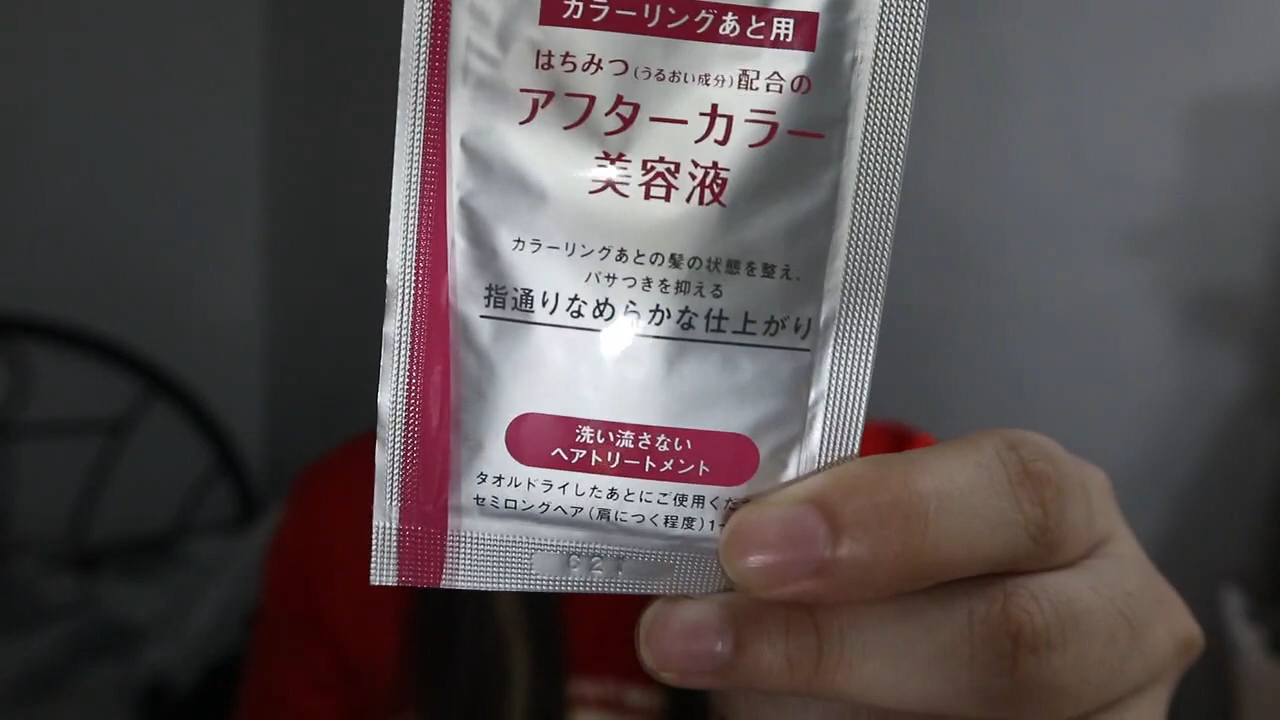 カラーリングあと用
はちみつ(うるおい成分)配合の
アフターカラー
美容液
カラーリングあとの髪の状態を整え、
パサつきを抑える
指通りなめらかな仕上がり
洗い流さない
ヘアトリートメント
タオルドライしたあとにご使用くだ
セミロングヘア(肩につく程度)1